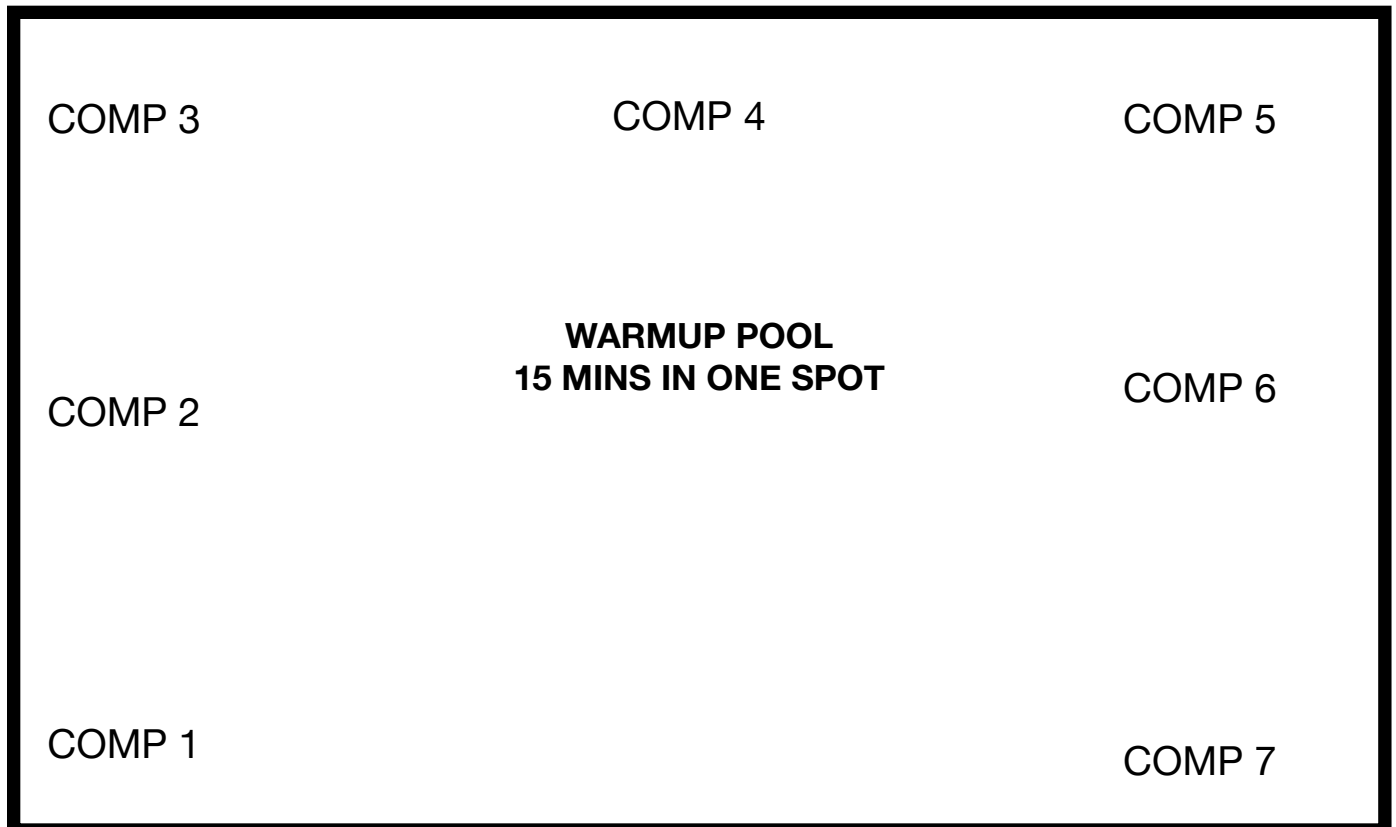 COMP 3
COMP 4
COMP 5
WARMUP POOL
15 MINS IN ONE SPOT
COMP 6
COMP 2
COMP 1
COMP 7